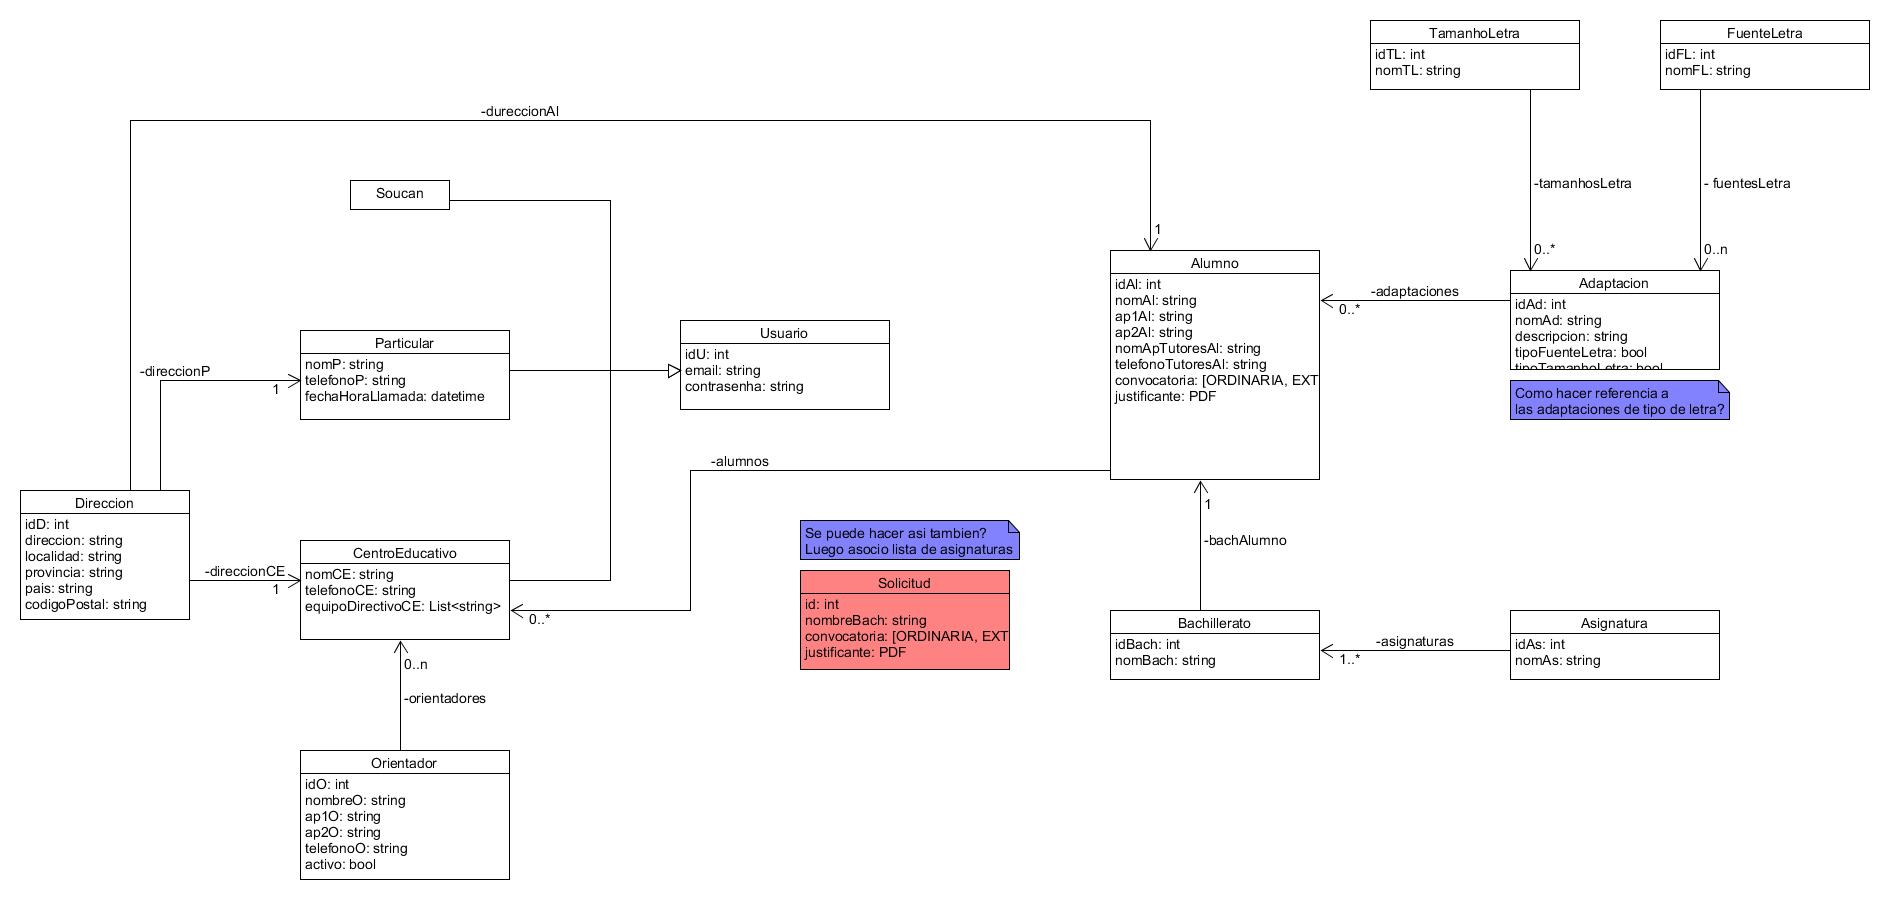 TamanhoLetra
idTL: int
nomTL: string
FuenteLetra
idFL: int
nomFL: string
-dureccionAl
1
Soucan
-tamanhosLetra
0..*
- fuentesLetra
0..n
Particular
nomP: string
telefonoP: string
fechaHoraLlamada: datetime
-direccionP
1
Usuario
idU: int
email: string
contrasenha: string
Alumno
idAl: int
nomAl: string
ap1Al: string
ap2Al: string
nomApTutoresAl: string
telefonoTutoresAl: string
convocatoria: [ORDINARIA, EXT
justificante: PDF
-adaptaciones
0..*
Adaptacion
idAd: int
nomAd: string
descripcion: string
tipoFuenteLetra: bool
tipoTamanhoLetra: bool
Como hacer referencia a
las adaptaciones de tipo de letra?
-alumnos
0..*
Direccion
idD: int
direccion: string
localidad: string
provincia: string
pais: string
codigoPostal: string
-direccionCE
1
CentroEducativo
nomCE: string
telefonoCE: string
equipoDirectivoCE: List<string>
Se puede hacer asi tambien?
Luego asocio lista de asignaturas
Solicitud
id: int
nombreBach: string
convocatoria: [ORDINARIA, EXT
justificante: PDF
1
-bachAlumno
Bachillerato
idBach: int
nomBach: string
-asignaturas
1..*
Asignatura
idAs: int
nomAs: string
0..n
-orientadores
Orientador
idO: int
nombreO: string
ap1O: string
ap2O: string
telefonoO: string
activo: bool